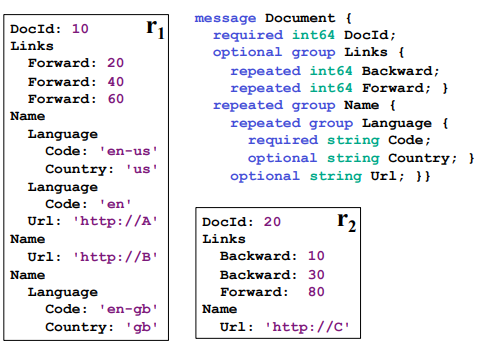 DocId: 10 r1
Links
  Forward: 20
  Forward: 40
  Forward: 60
Name
  Language
    Code: 'en-us'
    Country: 'us'
  Language
    Code: 'en'
  Url: 'http://A'
Name
  Url: 'http://B'
Name
  Language
    Code: 'en-gb'
    Country: 'gb'
message Document {
  required int64 DocId;
  optional group Links {
    repeated int64 Backward;
    repeated int64 Forward; }
  repeated group Name {
    repeated group Language {
      required string Code;
      optional string Country; }
    optional string Url; }}
DocId: 20 r2
Links
  Backward: 10
  Backward: 30
  Forward: 80
Name
  Url: 'http://C'